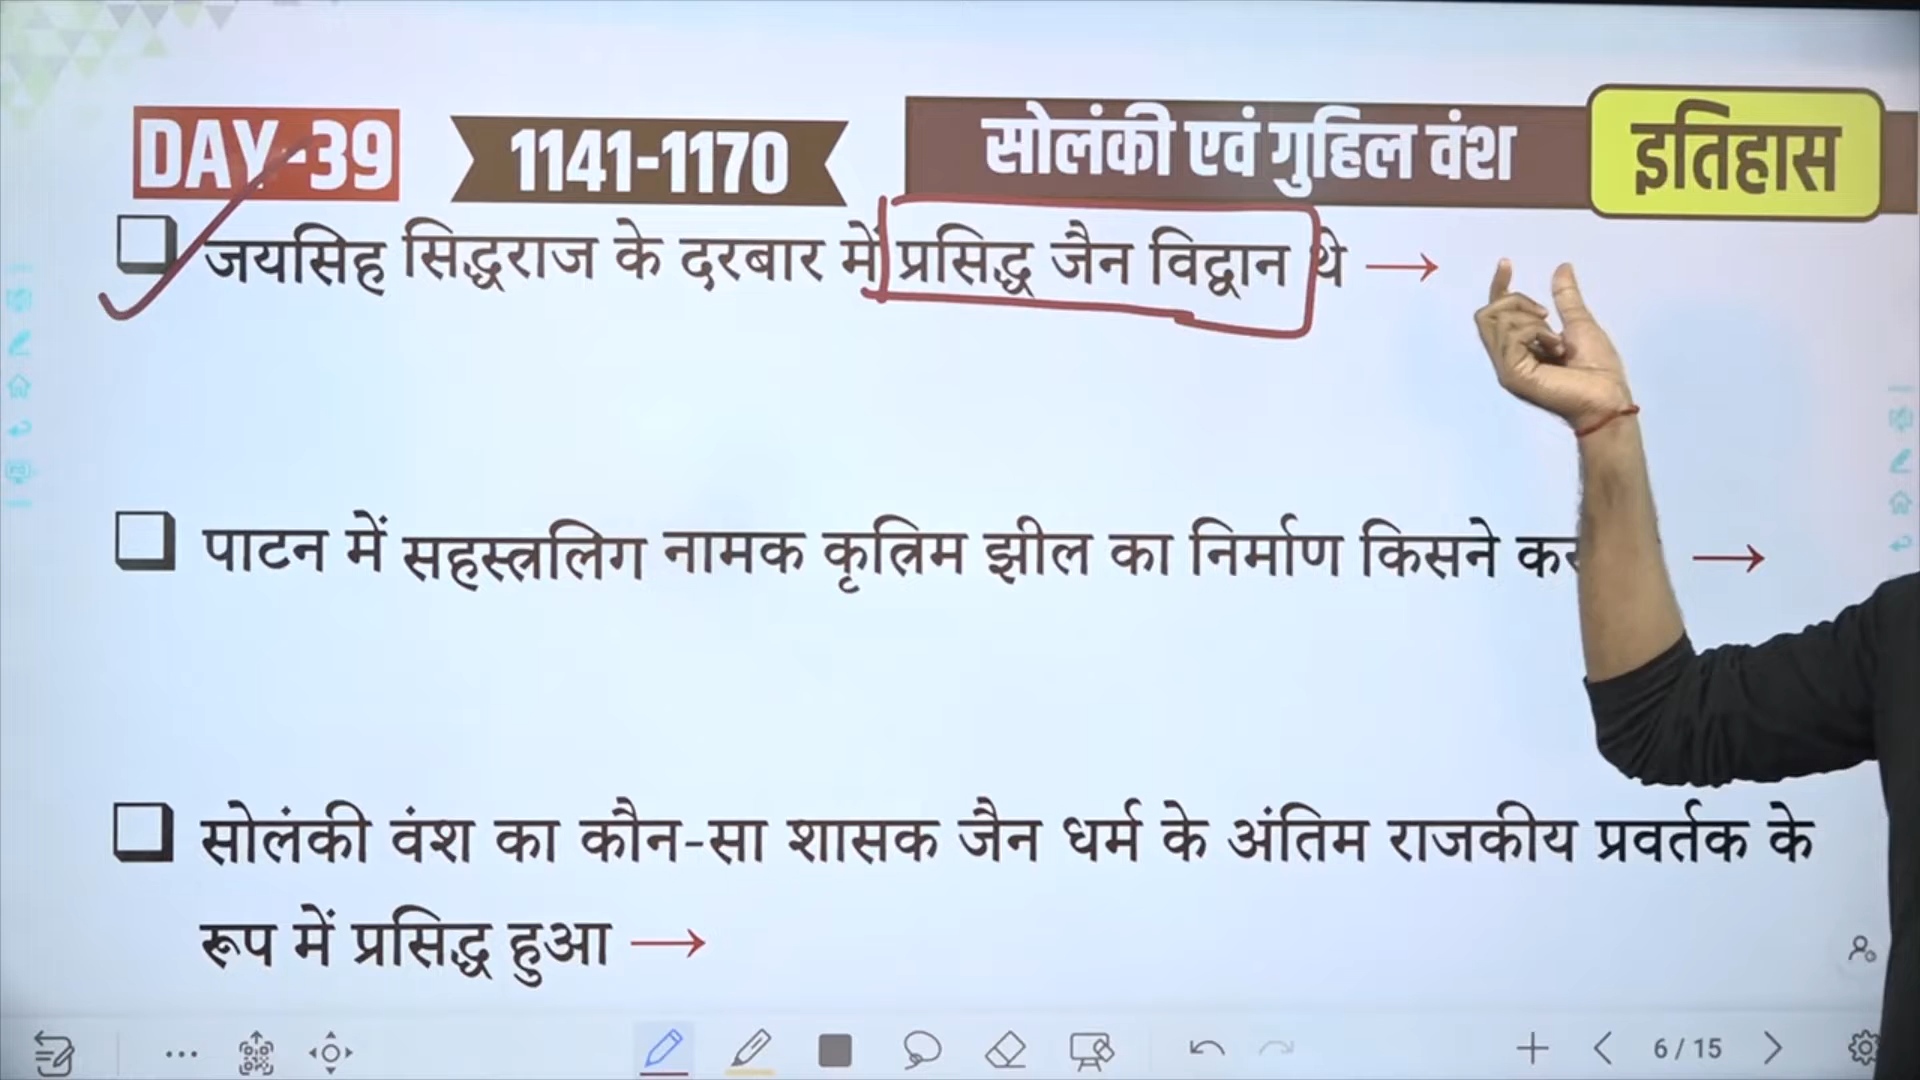 DAY-39
1141-1170
सोलंकी एवं गुहिल वंश
इतिहास
जयसिह सिद्धराज के दरबार में प्रसिद्ध जैन विद्वान थे →
पाटन में सहस्त्रलिग नामक कृत्रिम झील का निर्माण किसने →
सोलंकी वंश का कौन-सा शासक जैन धर्म के अंतिम राजकीय प्रवर्तक के
रूप में प्रसिद्ध हुआ →
6 / 15